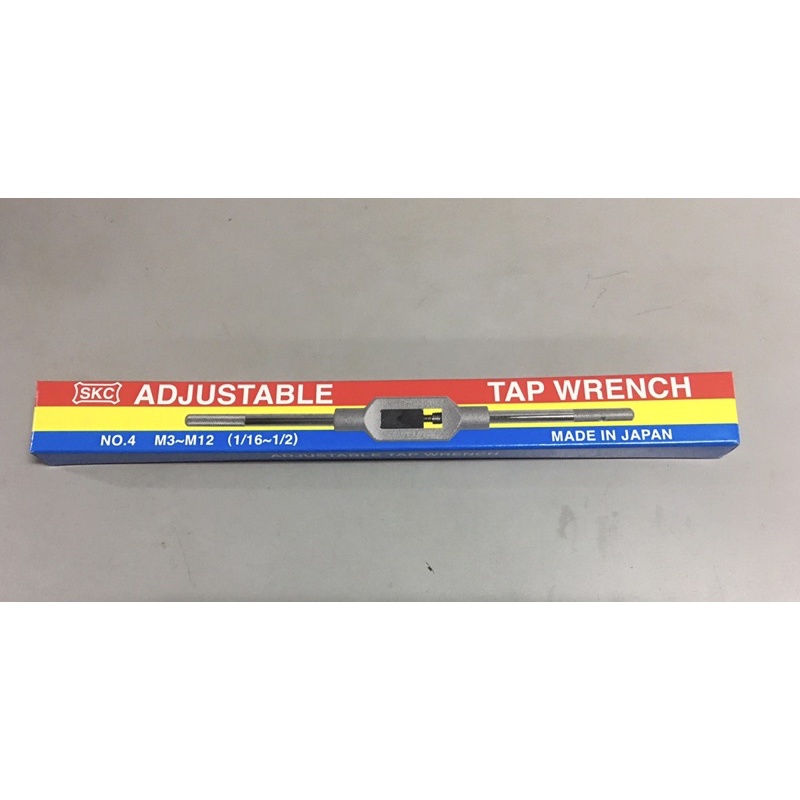 SKC ADJUSTABLE TAP WRENCH
NO.4 M3~M12 (1/16~1/2) MADE IN JAPAN
ADJUSTABLE TAP WRENCH